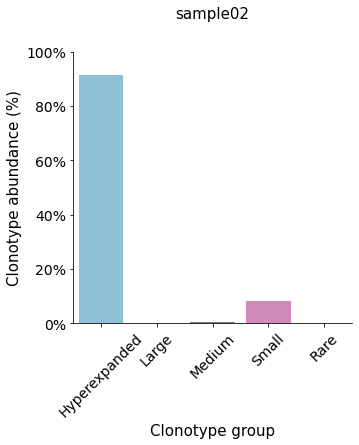 sample02
Clonotype abundance (%)
100%
80%
60%
40%
20%
0%
Hyperexpanded
Large
Medium
Small
Rare
Clonotype group